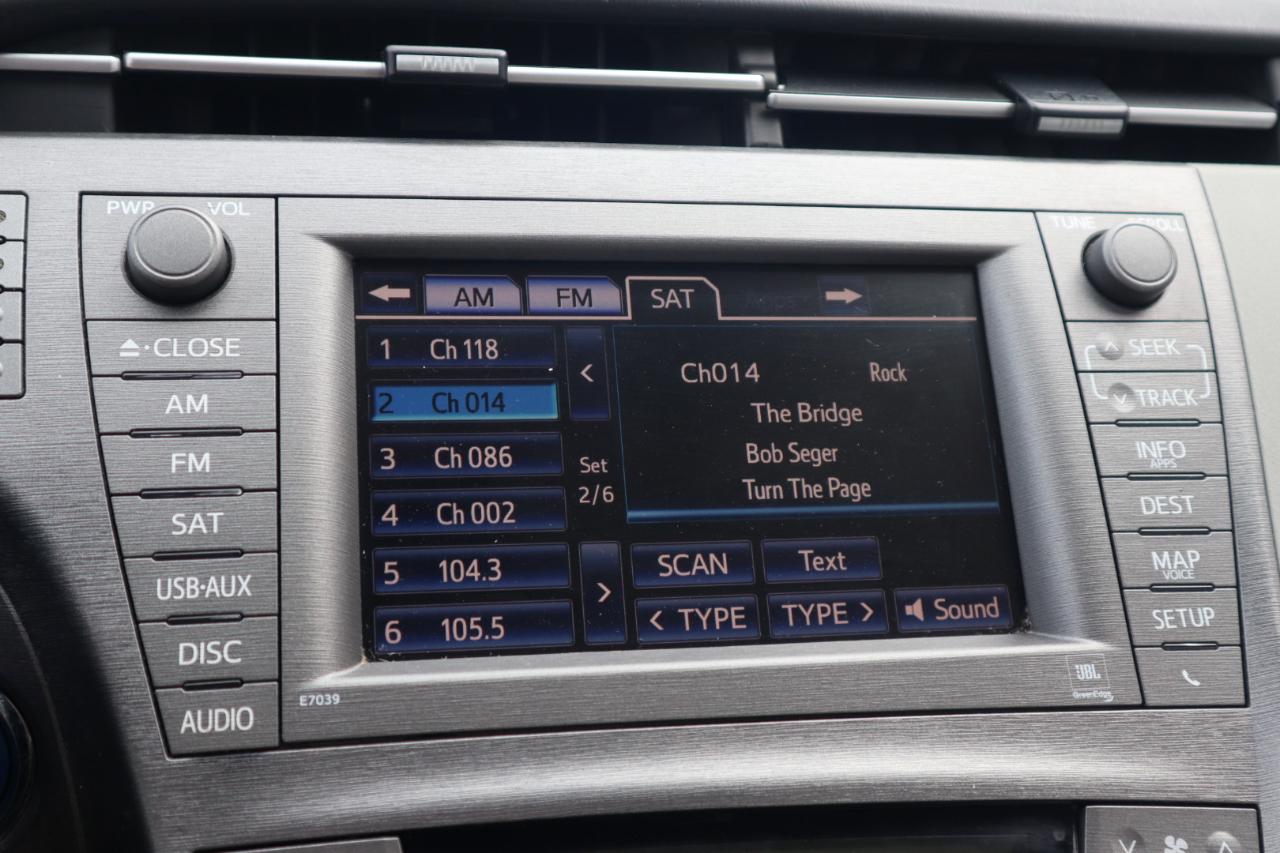 PWR VOL
TUNE SCROLL
AM FM SAT
1 Ch 118
2 Ch 014
3 Ch 086
4 Ch 002
5 104.3
6 105.5
<
Set
2/6
>
Ch014 Rock
The Bridge
Bob Seger
Turn The Page
SCAN Text
< TYPE TYPE > Sound
⏏·CLOSE
AM
FM
SAT
USB·AUX
DISC
AUDIO
SEEK
TRACK
INFO
APPS
DEST
MAP
VOICE
SETUP
E7039
JBL
GreenEdge